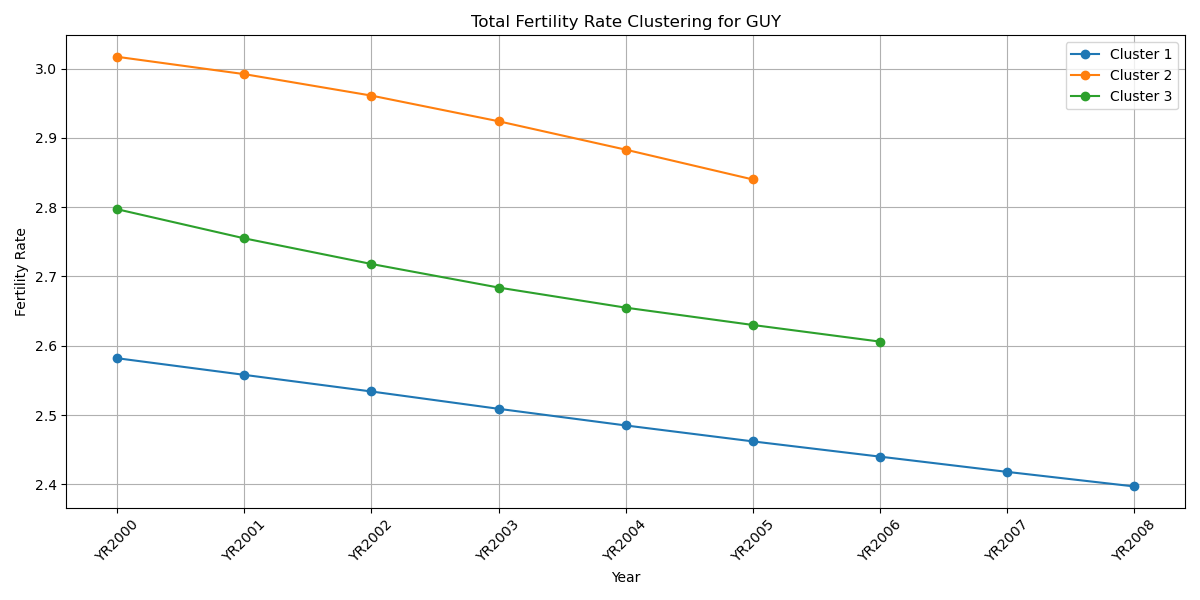 Total Fertility Rate Clustering for GUY
Cluster 1
Cluster 2
Cluster 3
Fertility Rate
3.0
2.9
2.8
2.7
2.6
2.5
2.4
YR2000
YR2001
YR2002
YR2003
YR2004
YR2005
YR2006
YR2007
YR2008
Year